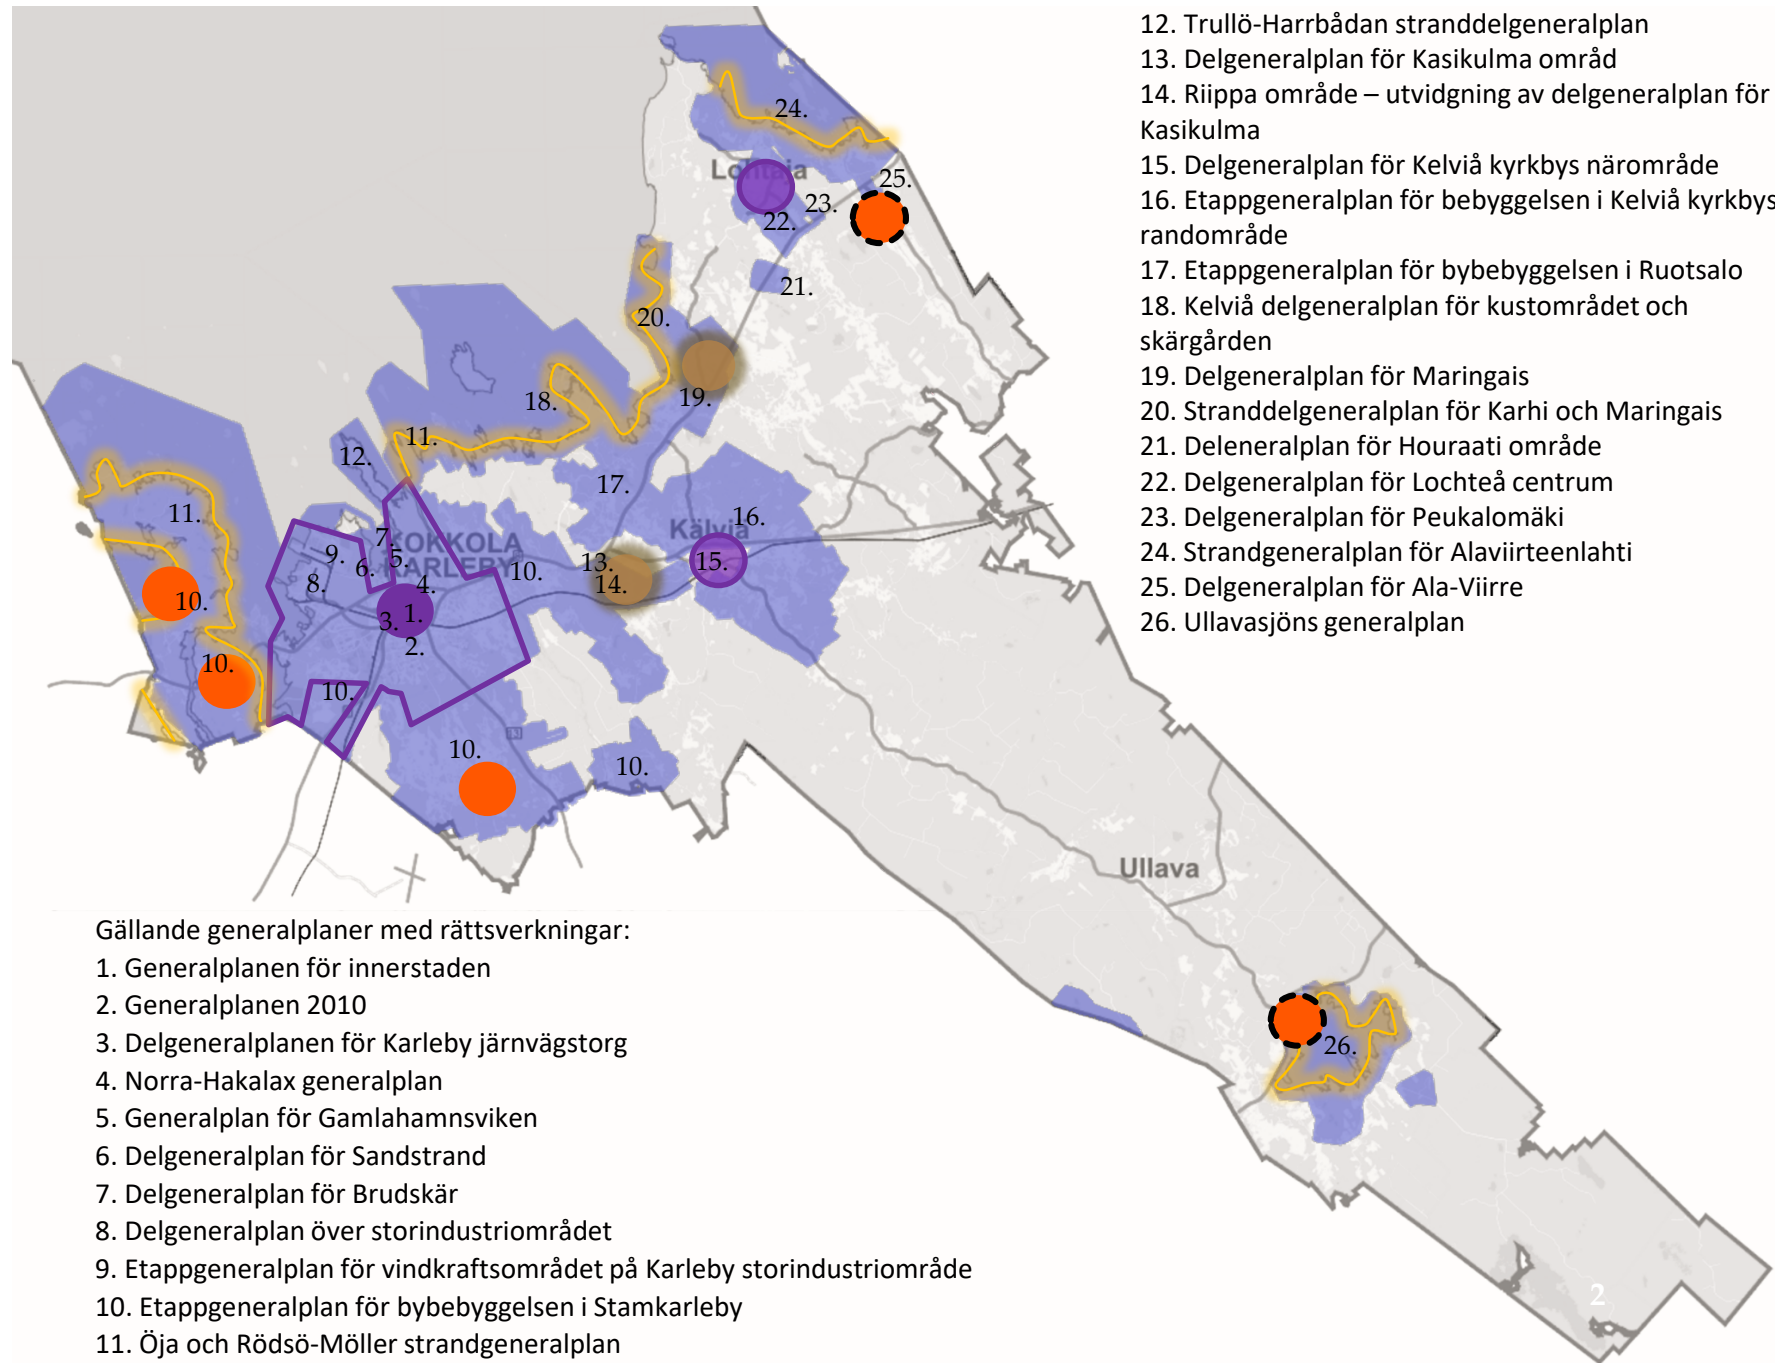 12. Trullö-Harrbådan stranddelgeneralplan
13. Delgeneralplan för Kasikulma områd
14. Riippa område – utvidgning av delgeneralplan för
Kasikulma
15. Delgeneralplan för Kelviå kyrkbys närområde
16. Etappgeneralplan för bebyggelsen i Kelviå kyrkbys
randområde
17. Etappgeneralplan för bybebyggelsen i Ruotsalo
18. Kelviå delgeneralplan för kustområdet och
skärgården
19. Delgeneralplan för Maringais
20. Stranddelgeneralplan för Karhi och Maringais
21. Deleneralplan för Houraati område
22. Delgeneralplan för Lochteå centrum
23. Delgeneralplan för Peukalomäki
24. Strandgeneralplan för Alaviirteenlahti
25. Delgeneralplan för Ala-Viirre
26. Ullavasjöns generalplan
24.
Lohtaja
25.
23.
22.
21.
20.
19.
18.
11.
12.
17.
16.
Kälviä
11.
7.
KOKKOLA
9.
5.
6.
KARLEBY
13.
15.
10.
8.
4.
14.
10.
3.
1.
2.
10.
10.
10.
10.
Ullava
26.
Gällande generalplaner med rättsverkningar:
1. Generalplanen för innerstaden
2. Generalplanen 2010
3. Delgeneralplanen för Karleby järnvägstorg
4. Norra-Hakalax generalplan
5. Generalplan för Gamlahamnsviken
6. Delgeneralplan för Sandstrand
7. Delgeneralplan för Brudskär
8. Delgeneralplan över storindustriområdet
9. Etappgeneralplan för vindkraftsområdet på Karleby storindustriområde
10. Etappgeneralplan för bybebyggelsen i Stamkarleby
11. Öja och Rödsö-Möller strandgeneralplan
2